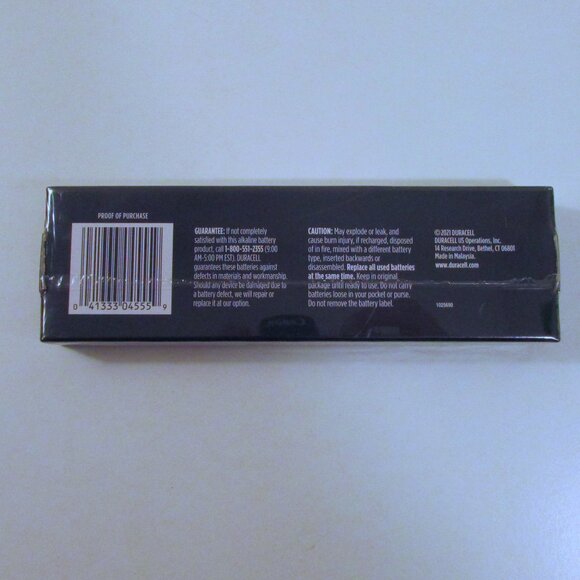 PROOF OF PURCHASE
0 41333 04555 9
GUARANTEE: If not completely
satisfied with this alkaline battery
product, call 1-800-551-2355 (9:00
AM-5:00 PM EST). DURACELL
guarantees these batteries against
defects in materials and workmanship.
Should any device be damaged due to
a battery defect, we will repair or
replace it at our option.
CAUTION: May explode or leak, and
cause burn injury, if recharged, disposed
of in fire, mixed with a different battery
type, inserted backwards or
disassembled. Replace all used batteries
at the same time. Keep in original
package until ready to use. Do not carry
batteries loose in your pocket or purse.
Do not remove the battery label.
©2021 DURACELL
DURACELL US Operations, Inc.
14 Research Drive, Bethel, CT 06801
Made in Malaysia.
www.duracell.com
1025690